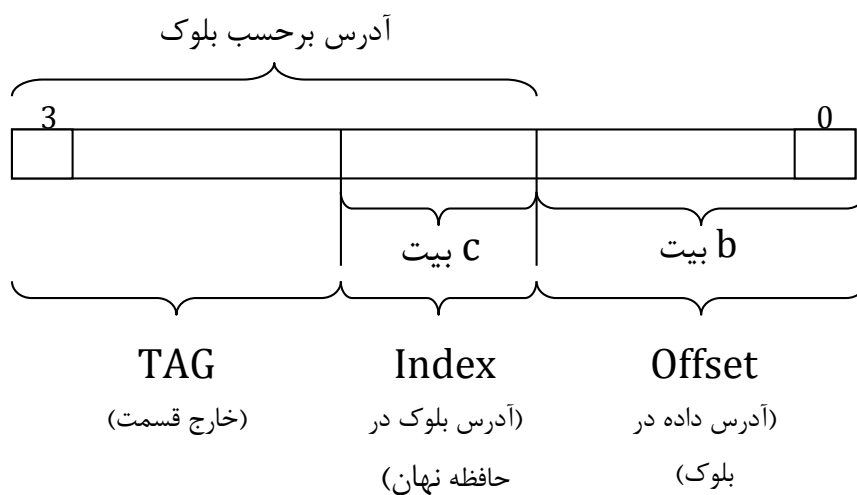 آدرس برحسب بلوک
3 0
c بیت b بیت
TAG Index Offset
(خارج قسمت) (آدرس بلوک در (آدرس داده در
حافظه نهان) بلوک)